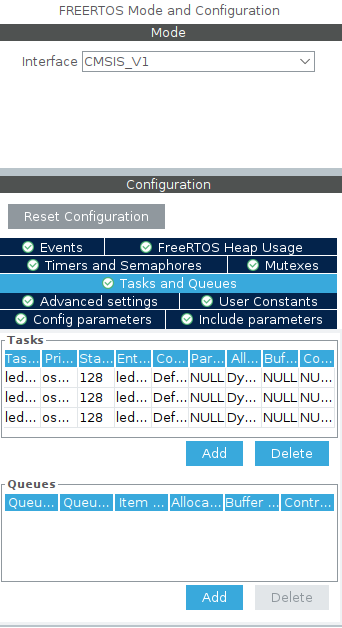 FREERTOS Mode and Configuration
Mode
Interface CMSIS_V1
Configuration
Reset Configuration
Events FreeRTOS Heap Usage
Timers and Semaphores Mutexes
Tasks and Queues
Advanced settings User Constants
Config parameters Include parameters
Tasks
Tas... Pri... Sta... Ent... Co... Par... All... Buf... Co...
led... os... 128 led... Def... NULL Dy... NULL NU...
led... os... 128 led... Def... NULL Dy... NULL NU...
led... os... 128 led... Def... NULL Dy... NULL NU...
Add Delete
Queues
Queu... Queu... Item ... Alloca... Buffer ... Contr...
Add Delete